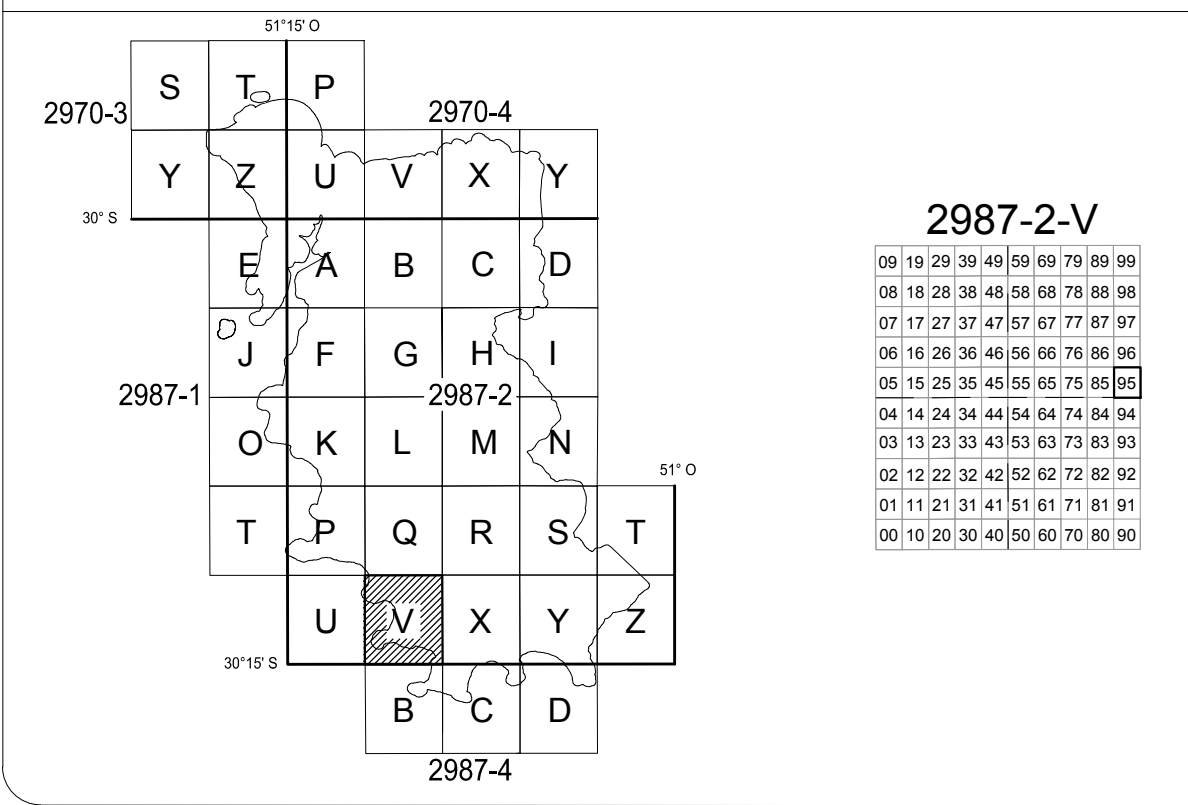 51°15' O
S T P
2970-3 2970-4
Y Z U V X Y
30° S
E A B C D
J F G H I
2987-1 2987-2
O K L M N
51° O
T P Q R S T
U V X Y Z
30°15' S
B C D
2987-4
2987-2-V
09 19 29 39 49 59 69 79 89 99
08 18 28 38 48 58 68 78 88 98
07 17 27 37 47 57 67 77 87 97
06 16 26 36 46 56 66 76 86 96
05 15 25 35 45 55 65 75 85 95
04 14 24 34 44 54 64 74 84 94
03 13 23 33 43 53 63 73 83 93
02 12 22 32 42 52 62 72 82 92
01 11 21 31 41 51 61 71 81 91
00 10 20 30 40 50 60 70 80 90